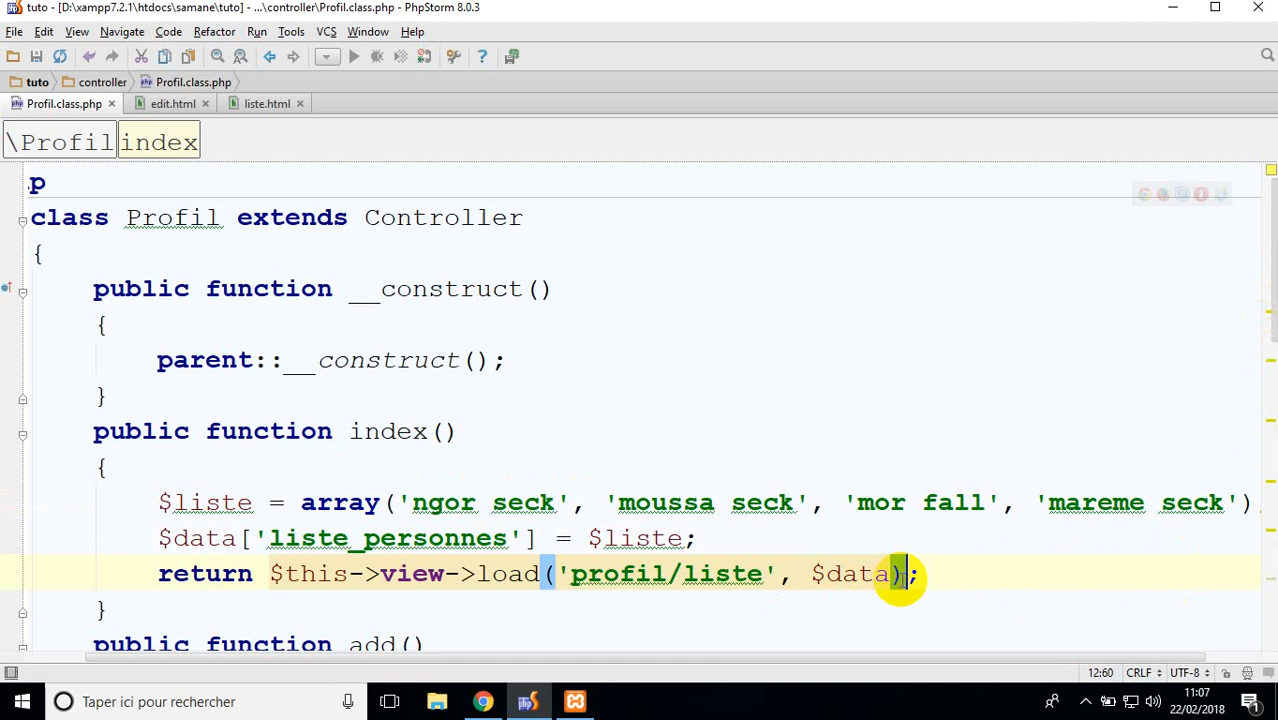 tuto - [D:\xampp7.2.1\htdocs\samane\tuto] - ...\controller\Profil.class.php - PhpStorm 8.0.3
File Edit View Navigate Code Refactor Run Tools VCS Window Help
tuto controller Profil.class.php
Profil.class.php edit.html liste.html
\Profil index
p
class Profil extends Controller
{
public function __construct()
{
parent::__construct();
}
public function index()
{
$liste = array('ngor seck', 'moussa seck', 'mor fall', 'mareme seck')
$data['liste_personnes'] = $liste;
return $this->view->load('profil/liste', $data);
}
public function add()
12:60 CRLF UTF-8
Taper ici pour rechercher
11:07
22/02/2018